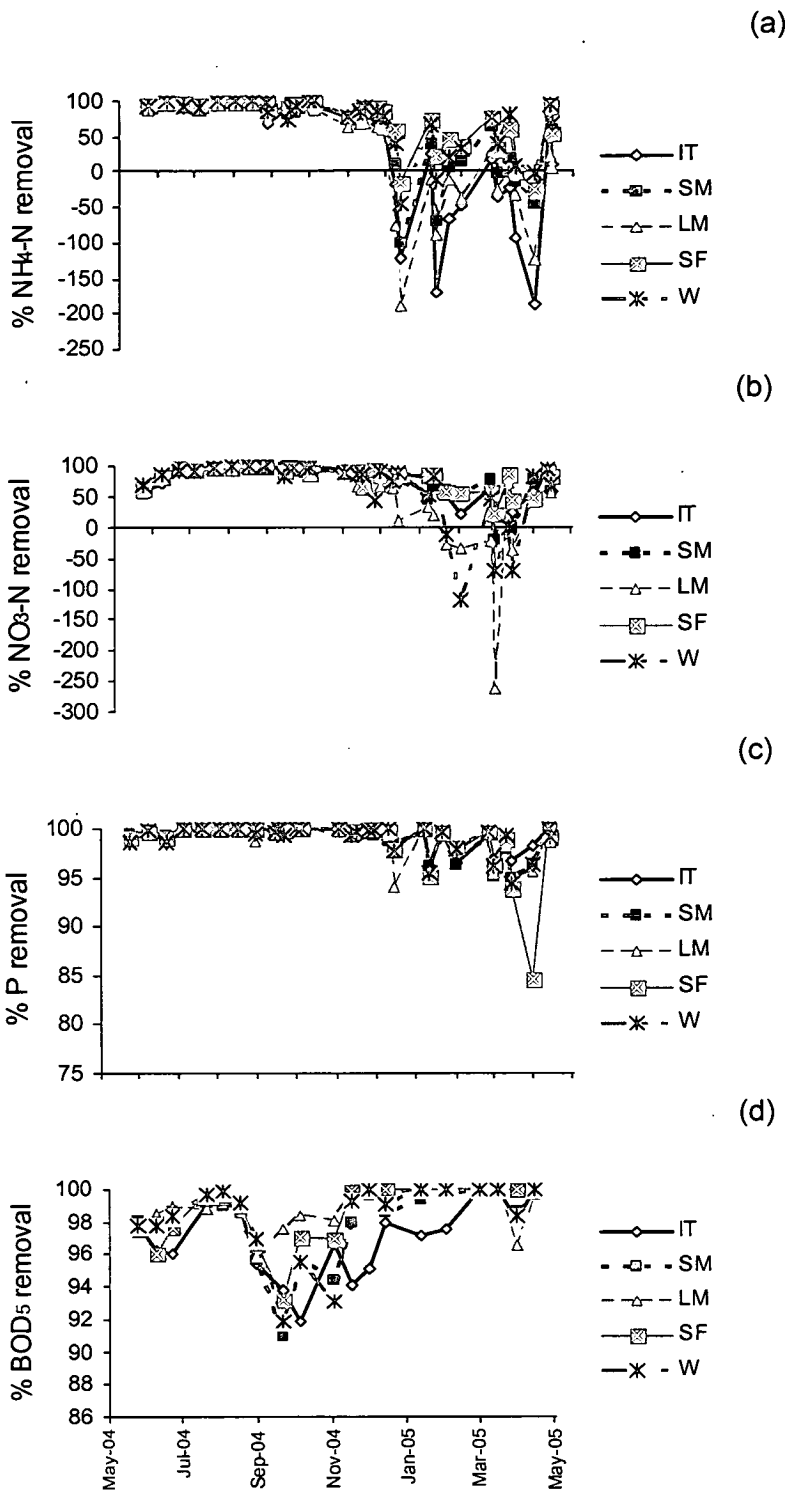 (a)
% NH4-N removal
100
50
0
-50
-100
-150
-200
-250
IT
SM
LM
SF
W
(b)
% NO3-N removal
100
50
0
-50
-100
-150
-200
-250
-300
IT
SM
LM
SF
W
(c)
% P removal
100
95
90
85
80
75
IT
SM
LM
SF
W
(d)
% BOD5 removal
100
98
96
94
92
90
88
86
IT
SM
LM
SF
W
May-04
Jul-04
Sep-04
Nov-04
Jan-05
Mar-05
May-05